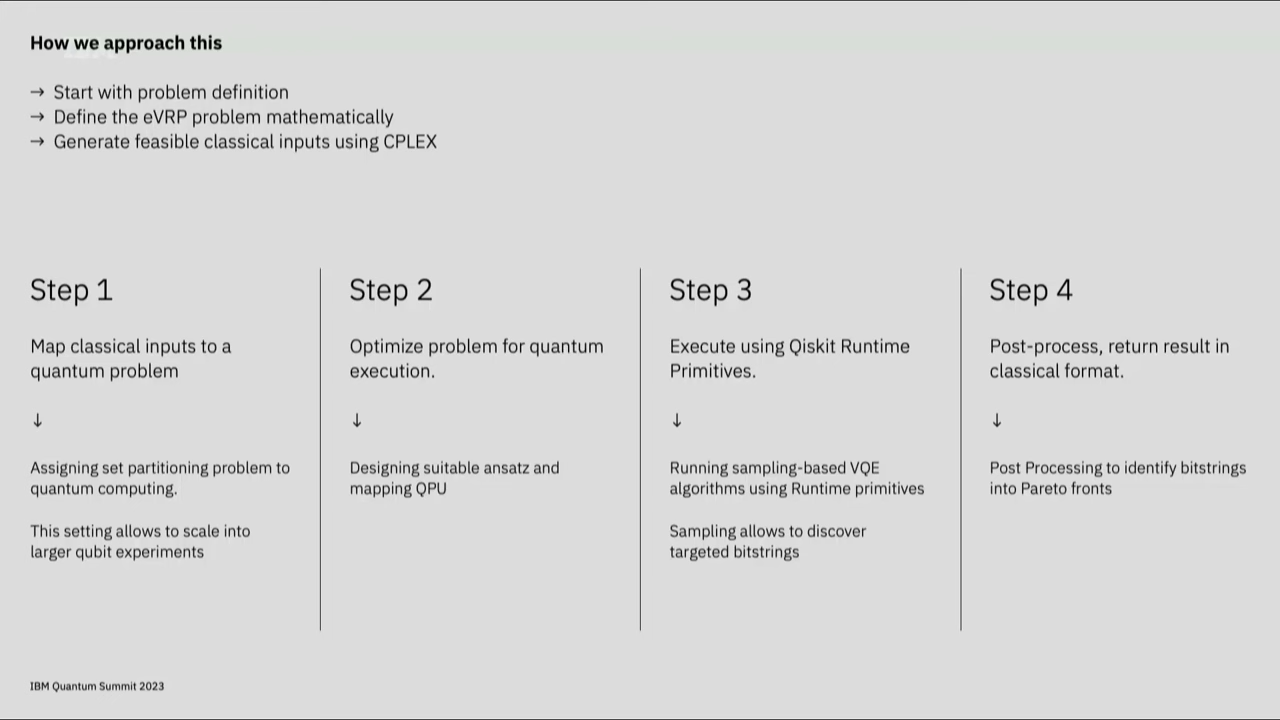 How we approach this
→ Start with problem definition
→ Define the eVRP problem mathematically
→ Generate feasible classical inputs using CPLEX
Step 1
Map classical inputs to a
quantum problem
↓
Assigning set partitioning problem to
quantum computing.
This setting allows to scale into
larger qubit experiments
Step 2
Optimize problem for quantum
execution.
↓
Designing suitable ansatz and
mapping QPU
Step 3
Execute using Qiskit Runtime
Primitives.
↓
Running sampling-based VQE
algorithms using Runtime primitives
Sampling allows to discover
targeted bitstrings
Step 4
Post-process, return result in
classical format.
↓
Post Processing to identify bitstrings
into Pareto fronts
IBM Quantum Summit 2023